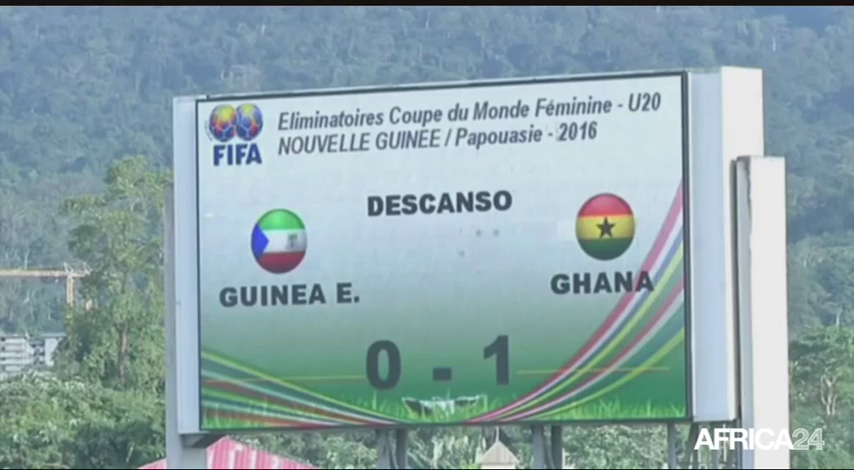 Eliminatoires Coupe du Monde Féminine - U20
FIFA
NOUVELLE GUINEE / Papouasie - 2016
DESCANSO
GUINEA E.
GHANA
0 - 1
AFRICA24